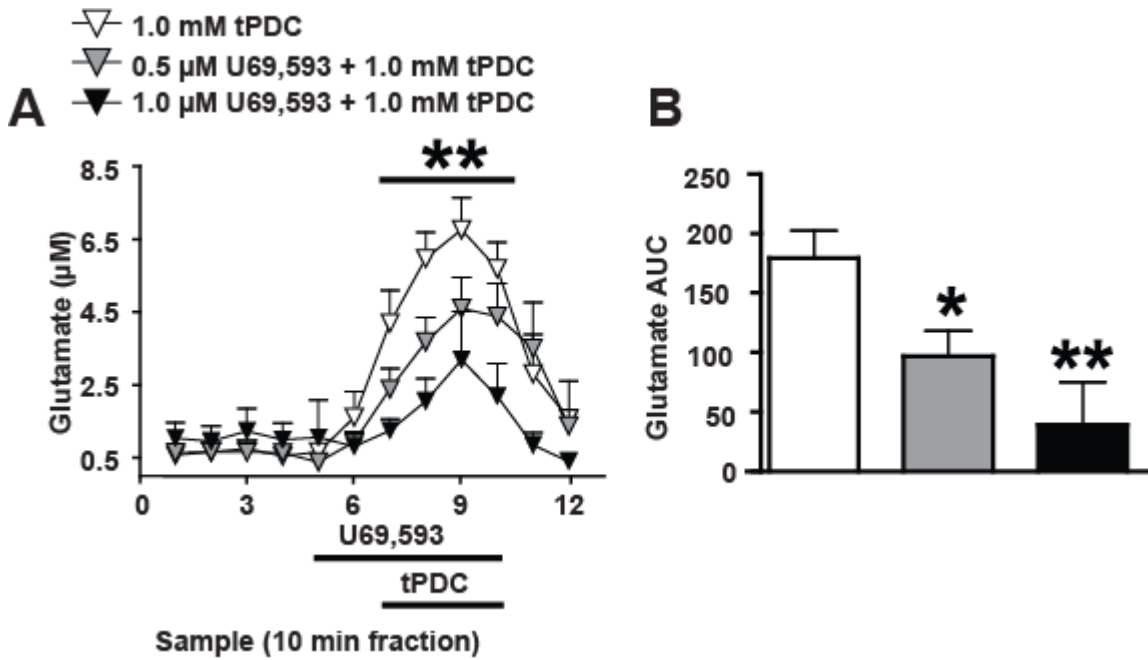 1.0 mM tPDC
0.5 µM U69,593 + 1.0 mM tPDC
1.0 µM U69,593 + 1.0 mM tPDC
A
**
Glutamate (µM)
8.5
6.5
4.5
2.5
0.5
0 3 6 9 12
U69,593
tPDC
Sample (10 min fraction)
B
Glutamate AUC
250
200
150
100
50
0
*
**